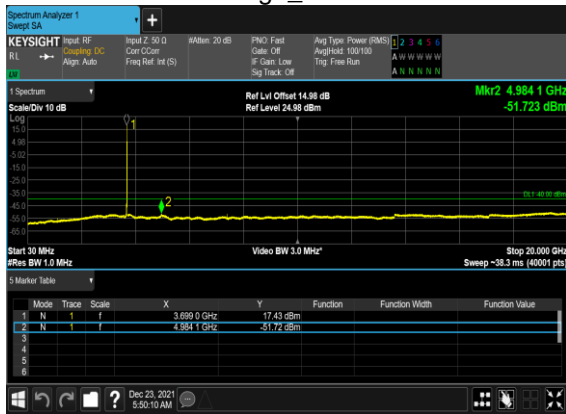 Spectrum Analyzer 1
Swept SA
+
KEYSIGHT Input: RF Input Z: 50 Ω #Atten: 20 dB PNO: Fast Avg Type: Power (RMS) 1 2 3 4 5 6
RL Coupling: DC Corr CCorr Gate: Off Avg|Hold: 100/100 A W W W W W
Align: Auto Freq Ref: Int (S) IF Gain: Low Trig: Free Run
Sig Track: Off A N N N N N
1 Spectrum Ref Lvl Offset 14.98 dB Mkr2 4.984 1 GHz
Scale/Div 10 dB Ref Level 24.98 dBm -51.723 dBm
Log
15.0
4.98
-5.02
-15.0
-25.0
-35.0
-45.0
-55.0
-65.0
1
2
DL1 -40.00 dBm
Start 30 MHz Video BW 3.0 MHz* Stop 20.000 GHz
#Res BW 1.0 MHz Sweep ~38.3 ms (40001 pts)
5 Marker Table
Mode Trace Scale X Y Function Function Width Function Value
1 N 1 f 3.699 0 GHz 17.43 dBm
2 N 1 f 4.984 1 GHz -51.72 dBm
3
4
5
6
? Dec 23, 2021
5:50:10 AM